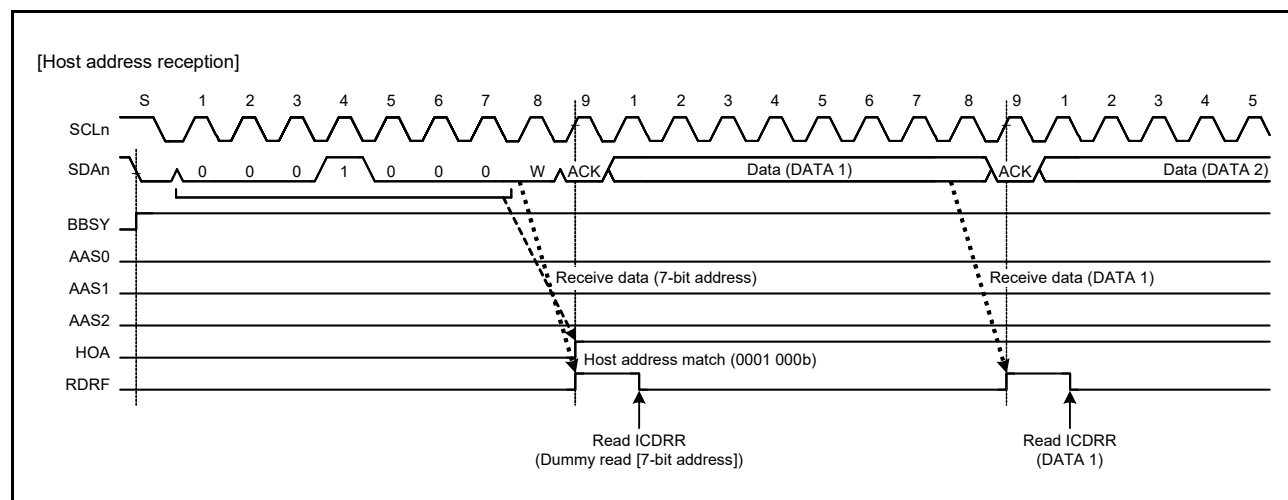 [Host address reception]
S 1 2 3 4 5 6 7 8 9 1 2 3 4 5 6 7 8 9 1 2 3 4 5
SCLn
SDAn 0 0 0 1 0 0 0 W ACK Data (DATA 1) ACK Data (DATA 2)
BBSY
AAS0
Receive data (7-bit address) Receive data (DATA 1)
AAS1
AAS2
HOA
Host address match (0001 000b)
RDRF
Read ICDRR Read ICDRR
(Dummy read [7-bit address]) (DATA 1)